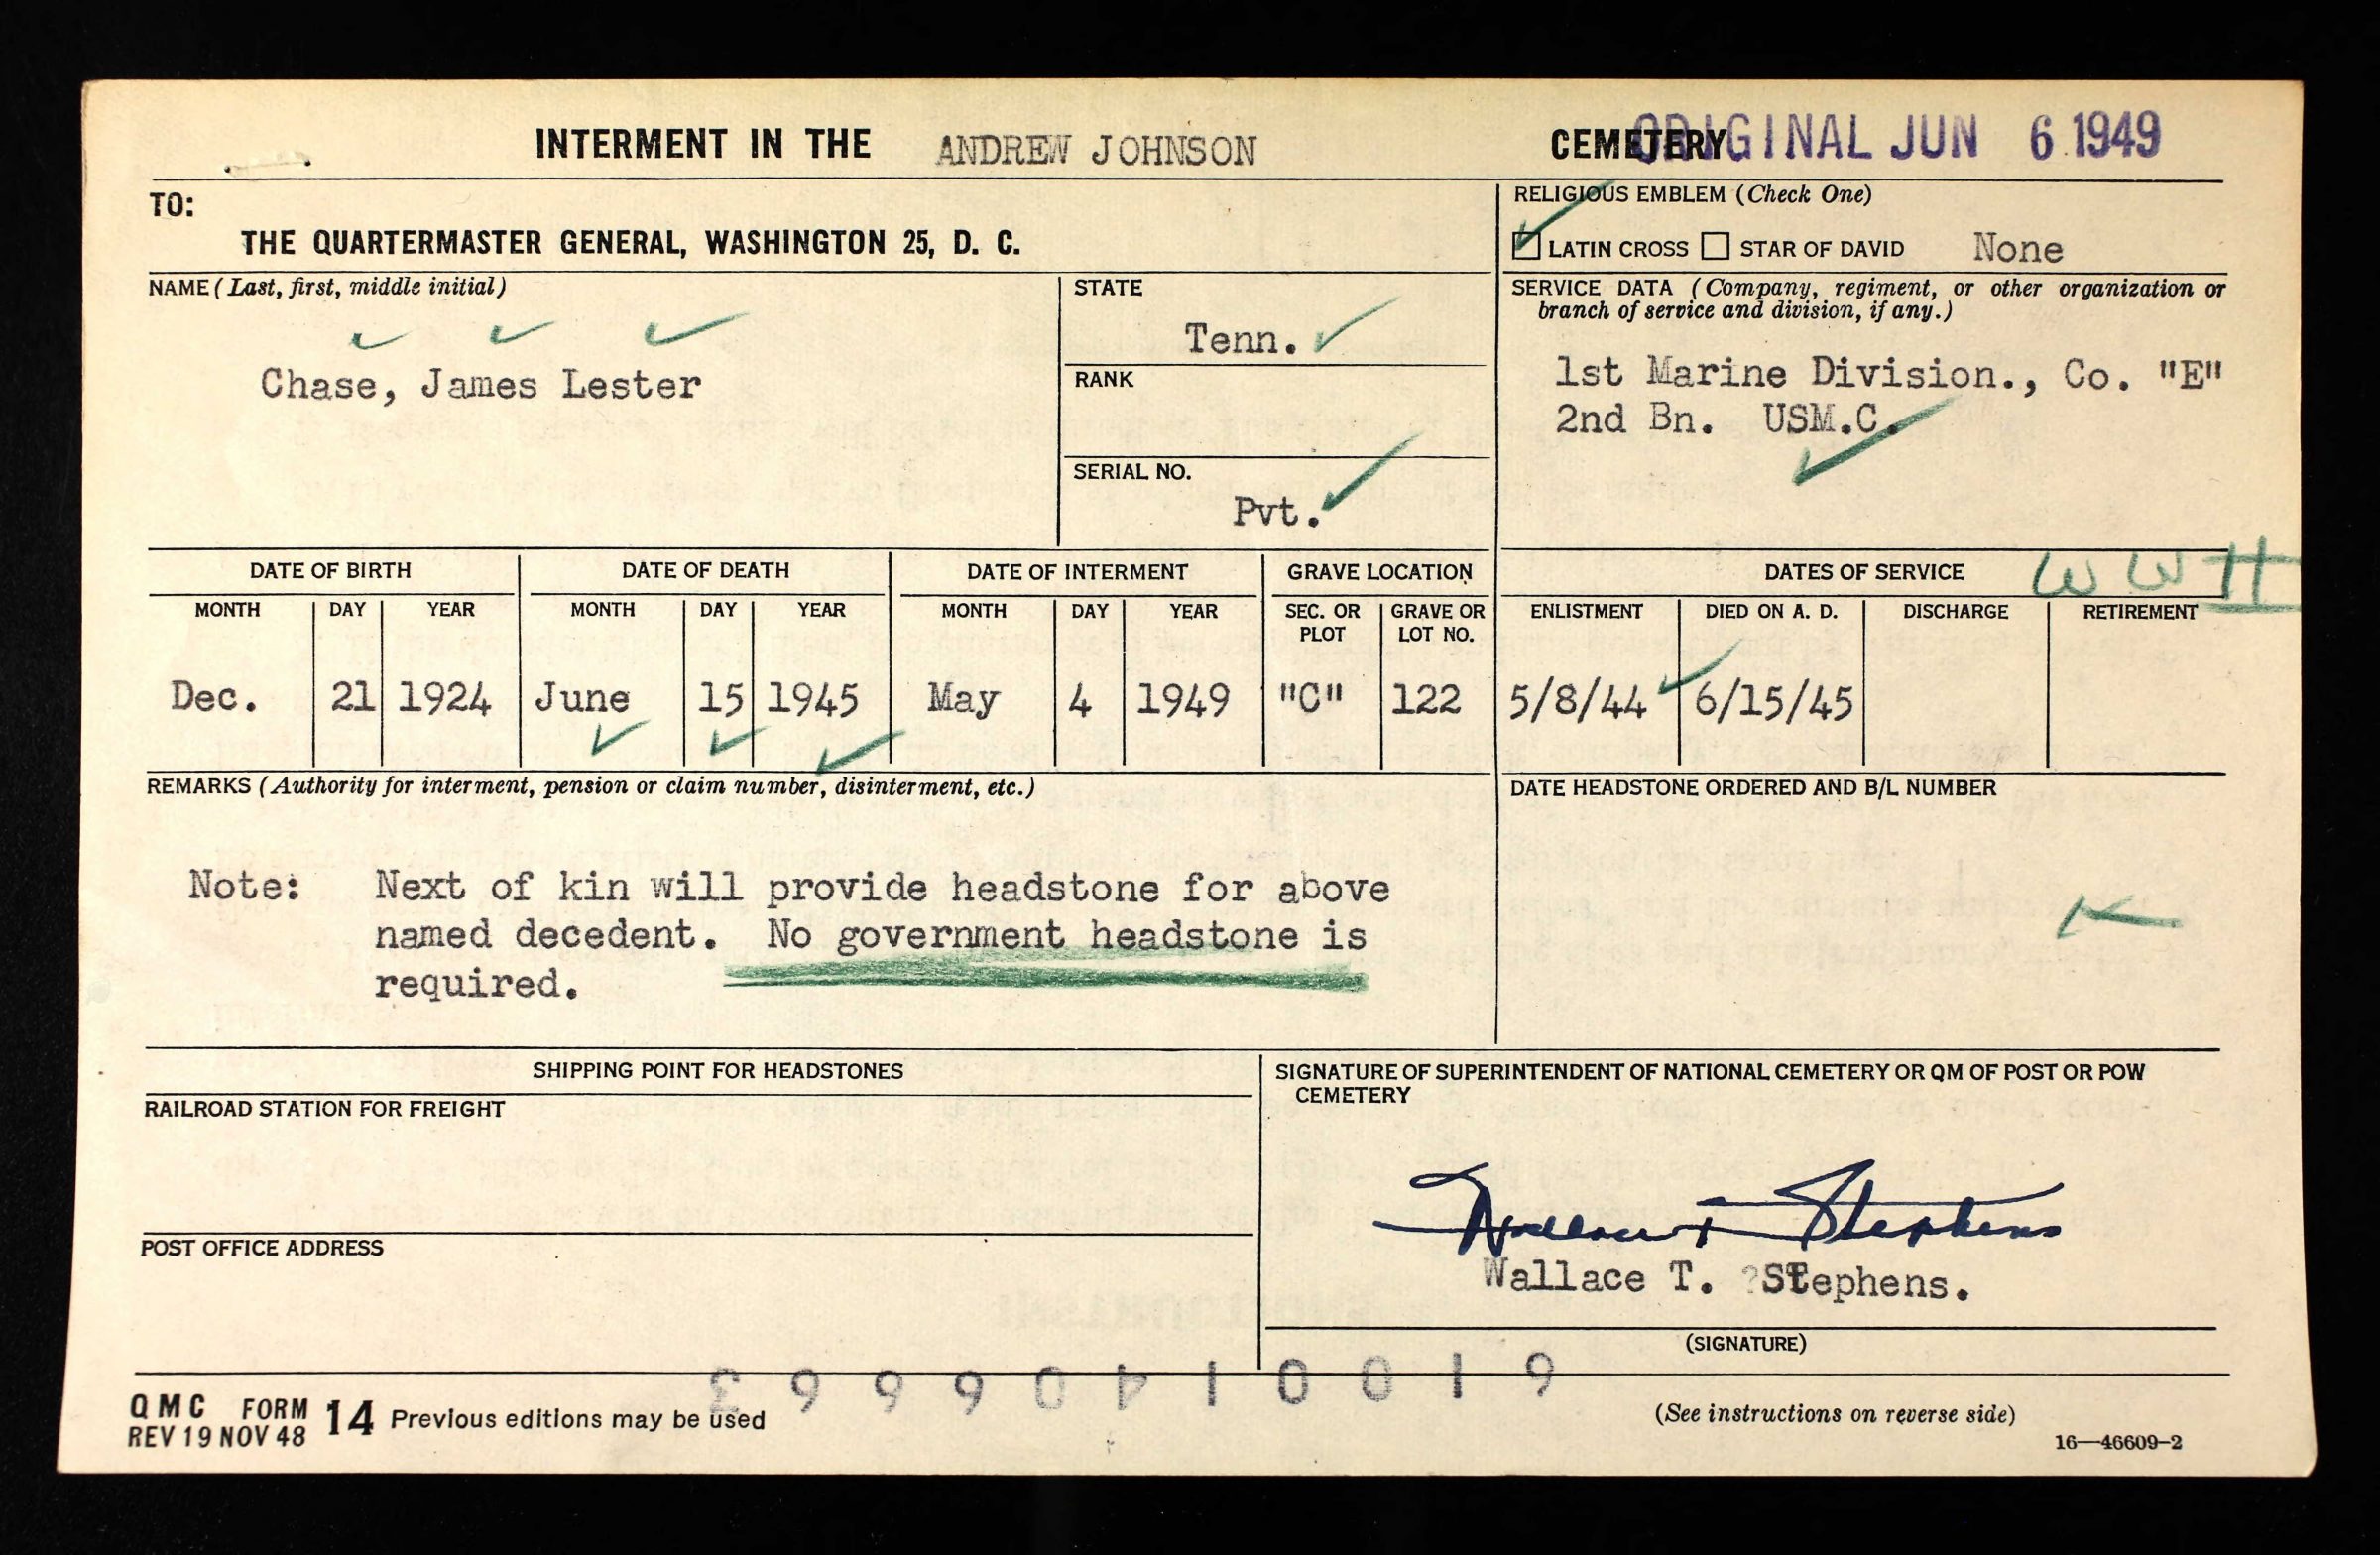 INTERMENT IN THE ANDREW JOHNSON CEMETERY ORIGINAL JUN 6 1949
TO:
THE QUARTERMASTER GENERAL, WASHINGTON 25, D. C.
RELIGIOUS EMBLEM (Check One)
LATIN CROSS STAR OF DAVID None
NAME (Last, first, middle initial)
Chase, James Lester
STATE
Tenn.
RANK
SERIAL NO.
Pvt.
SERVICE DATA (Company, regiment, or other organization or
branch of service and division, if any.)
1st Marine Division., Co. "E"
2nd Bn. USM.C.
DATE OF BIRTH DATE OF DEATH DATE OF INTERMENT GRAVE LOCATION DATES OF SERVICE WWII
MONTH DAY YEAR MONTH DAY YEAR MONTH DAY YEAR SEC. OR PLOT GRAVE OR LOT NO. ENLISTMENT DIED ON A. D. DISCHARGE RETIREMENT
Dec. 21 1924 June 15 1945 May 4 1949 "C" 122 5/8/44 6/15/45
REMARKS (Authority for interment, pension or claim number, disinterment, etc.)
Note: Next of kin will provide headstone for above
named decedent. No government headstone is
required.
DATE HEADSTONE ORDERED AND B/L NUMBER
SHIPPING POINT FOR HEADSTONES
RAILROAD STATION FOR FREIGHT
POST OFFICE ADDRESS
SIGNATURE OF SUPERINTENDENT OF NATIONAL CEMETERY OR QM OF POST OR POW
CEMETERY
Wallace T Stephens
Wallace T. ?Stephens.
(SIGNATURE)
61001409993
QMC FORM 14 Previous editions may be used
REV 19 NOV 48
(See instructions on reverse side)
16—46609-2